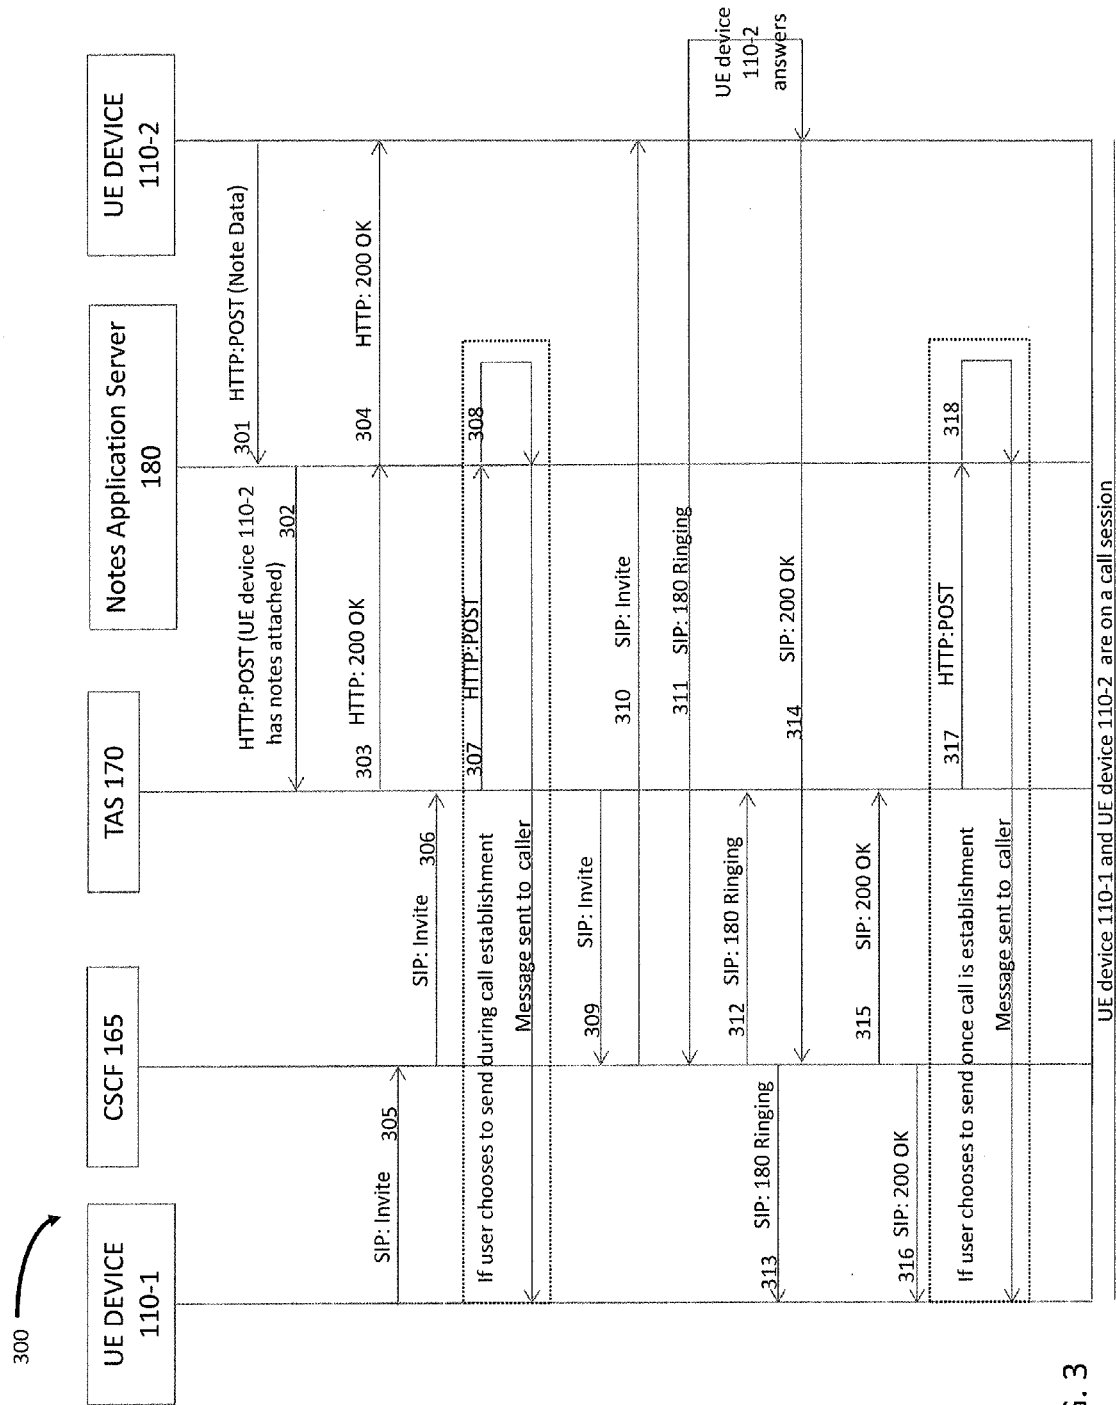 300
UE DEVICE
110-1
CSCF 165
TAS 170
Notes Application Server
180
UE DEVICE
110-2
301 HTTP:POST (Note Data)
HTTP:POST (UE device 110-2
has notes attached)
302
303 HTTP: 200 OK
304 HTTP: 200 OK
SIP: Invite 305
SIP: Invite 306
307 HTTP:POST
308
If user chooses to send during call establishment
Message sent to caller
309 SIP: Invite
310 SIP: Invite
311 SIP: 180 Ringing
UE device
110-2
answers
312 SIP: 180 Ringing
313 SIP: 180 Ringing
314 SIP: 200 OK
315 SIP: 200 OK
316 SIP: 200 OK
317 HTTP:POST
318
If user chooses to send once call is establishment
Message sent to caller
UE device 110-1 and UE device 110-2 are on a call session
3